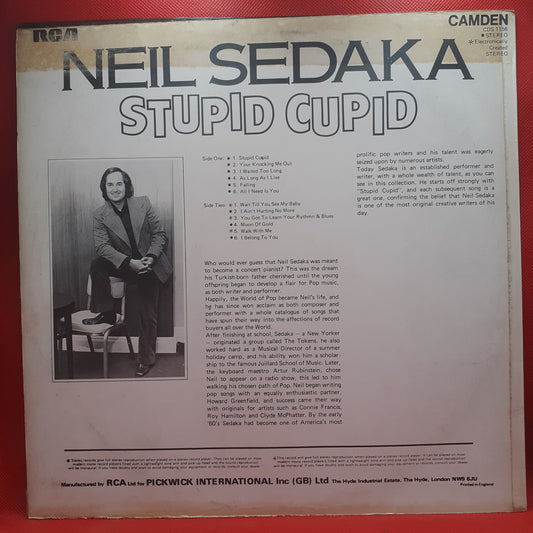 RCA
CAMDEN
CDS 1156
● STEREO
✳ Electronically
Created
STEREO
NEIL SEDAKA
STUPID CUPID
Side One: ● 1. Stupid Cupid
2. Your Knocking Me Out
3. I Waited Too Long
4. As Long As I Live
5. Falling
6. All I Need Is You
Side Two: 1. Wait Till You See My Baby
2. I Ain't Hurting No More
3. You Got To Learn Your Rhythm & Blues
4. Moon Of Gold
5. Walk With Me
6. I Belong To You
Who would ever guess that Neil Sedaka was meant
to become a concert pianist? This was the dream
his Turkish-born father cherished until the young
offspring began to develop a flair for Pop music,
as both writer and performer.
Happily, the World of Pop became Neil's life, and
he has since won acclaim as both composer and
performer with a whole catalogue of songs that
have spun their way into the affections of record
buyers all over the World.
After finishing at school, Sedaka – a New Yorker
– originated a group called The Tokens, he also
worked hard as a Musical Director of a summer
holiday camp, and his ability won him a scholar-
ship to the famous Juillard School of Music. Later,
the keyboard maestro Artur Rubinstein, chose
Neil to appear on a radio show, this led to him
walking his chosen path of Pop, Neil began writing
pop songs with an equally enthusiastic partner,
Howard Greenfield, and success came their way
with originals for artists such as Connie Francis,
Roy Hamilton and Clyde McPhatter. By the early
'60's Sedaka had become one of America's most
prolific pop writers and his talent was eagerly
seized upon by numerous artists.
Today Sedaka is an established performer and
writer, with a whole wealth of talent, as you can
see in this collection. He starts off strongly with
"Stupid Cupid", and each subsequent song is a
great one, confirming the belief that Neil Sedaka
is one of the most original creative writers of his
day.
Manufactured by RCA Ltd for PICKWICK INTERNATIONAL Inc (GB) Ltd The Hyde Industrial Estate, The Hyde, London NW9 6JU
Printed in England